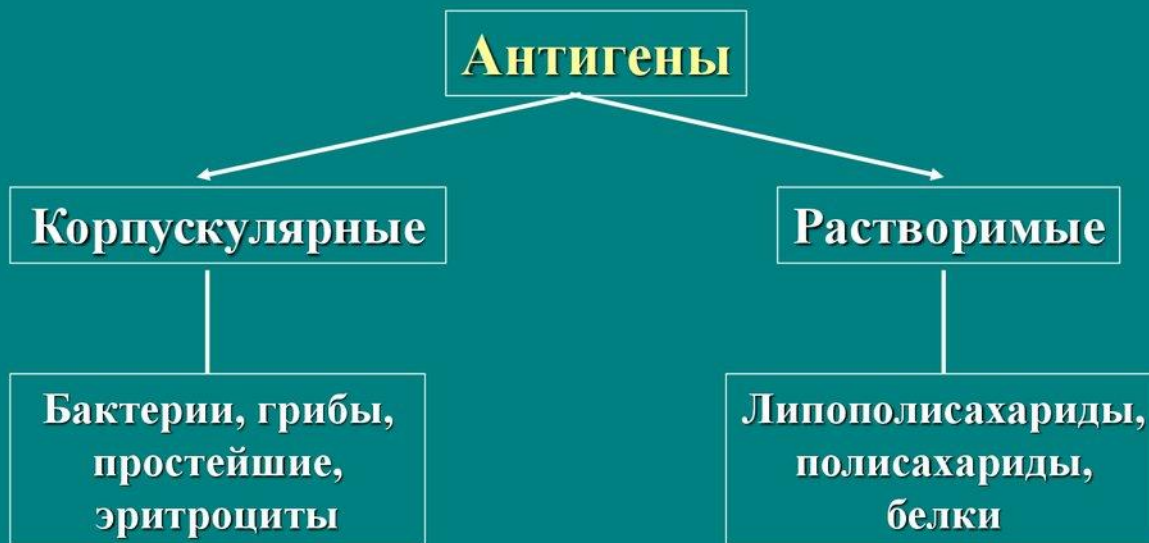 Антигены
Корпускулярные
Растворимые
Бактерии, грибы,
простейшие,
эритроциты
Липополисахариды,
полисахариды,
белки